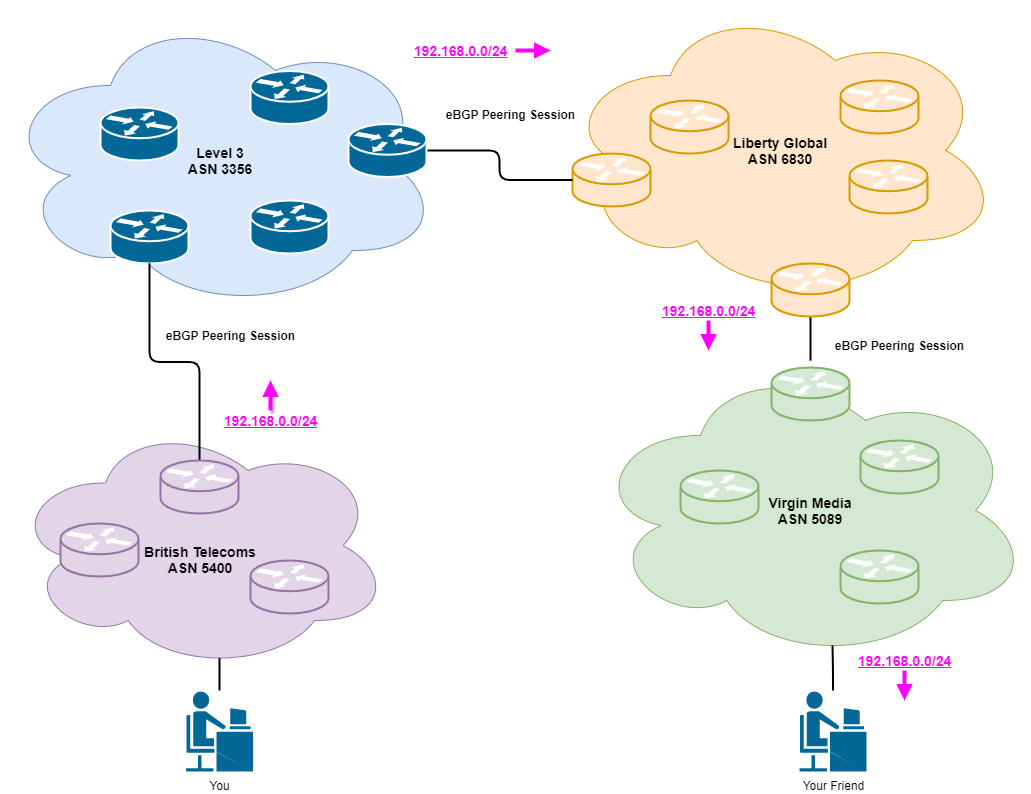 192.168.0.0/24
eBGP Peering Session
Level 3
ASN 3356
Liberty Global
ASN 6830
192.168.0.0/24
eBGP Peering Session
eBGP Peering Session
192.168.0.0/24
Virgin Media
ASN 5089
British Telecoms
ASN 5400
192.168.0.0/24
You
Your Friend